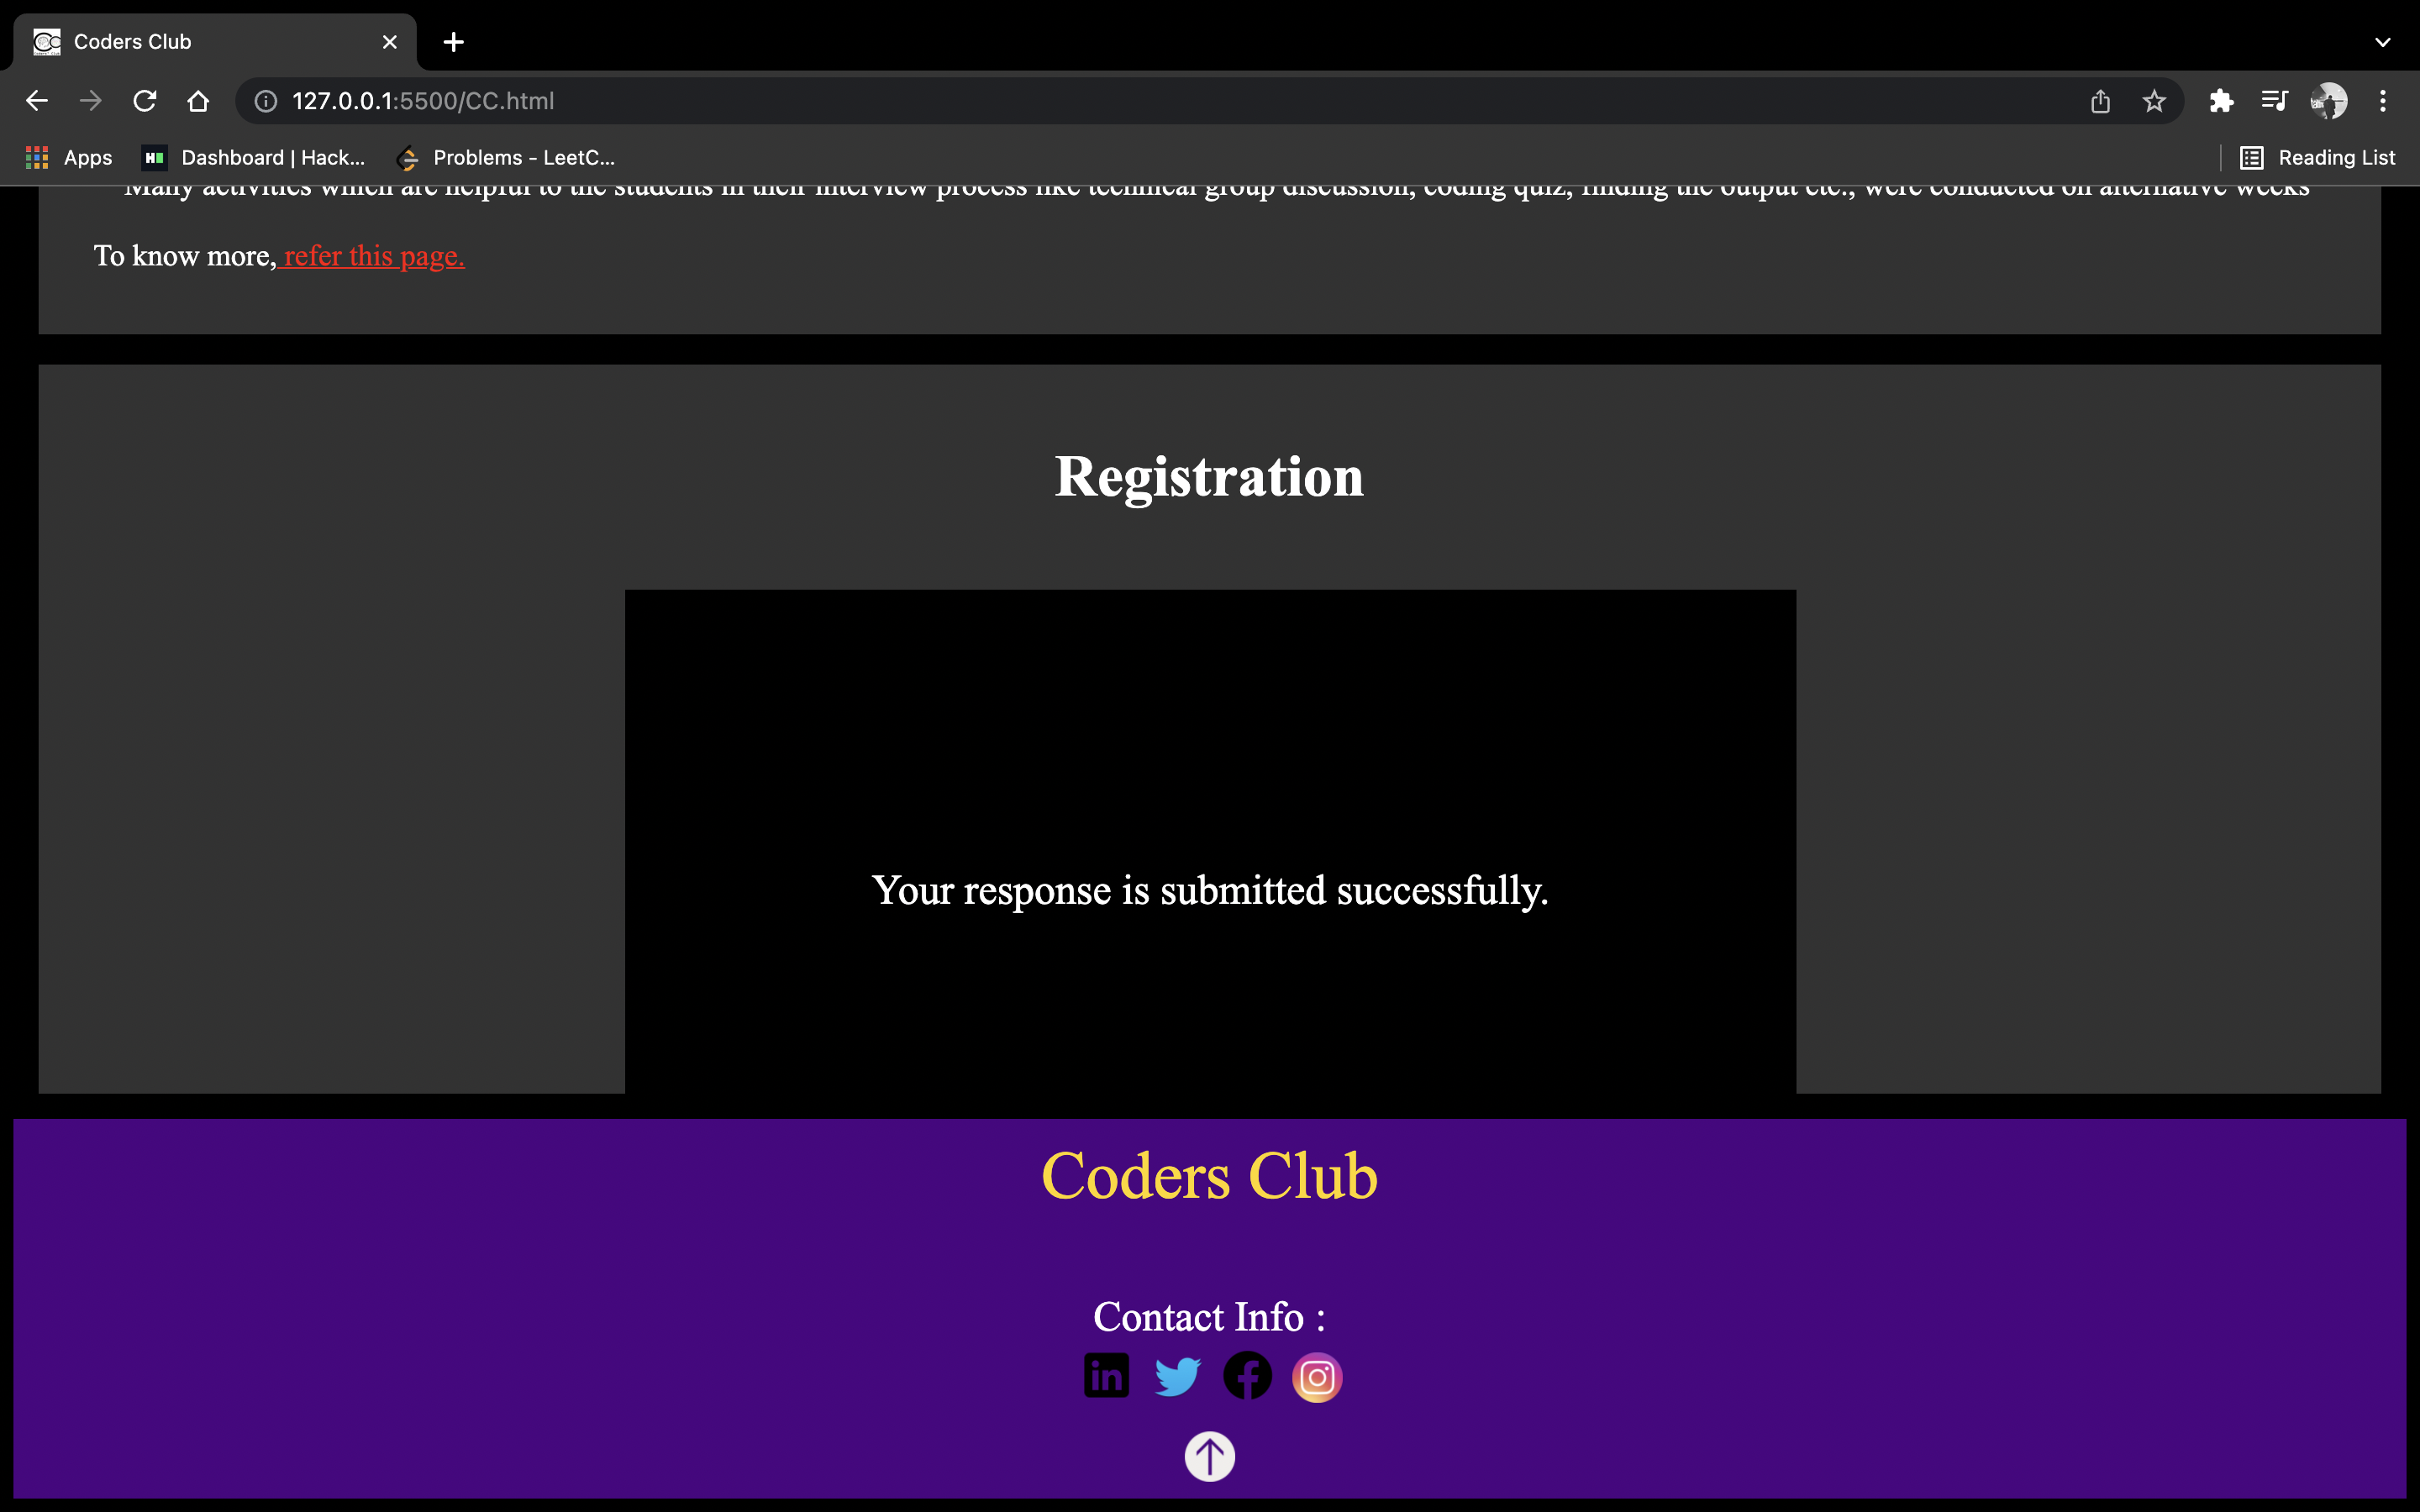 Coders Club
127.0.0.1:5500/CC.html
Apps
Dashboard | Hack...
Problems - LeetC...
Reading List
Many activities which are helpful to the students in their interview process like technical group discussion, coding quiz, finding the output etc., were conducted on alternative weeks
To know more, refer this page.
Registration
Your response is submitted successfully.
Coders Club
Contact Info :